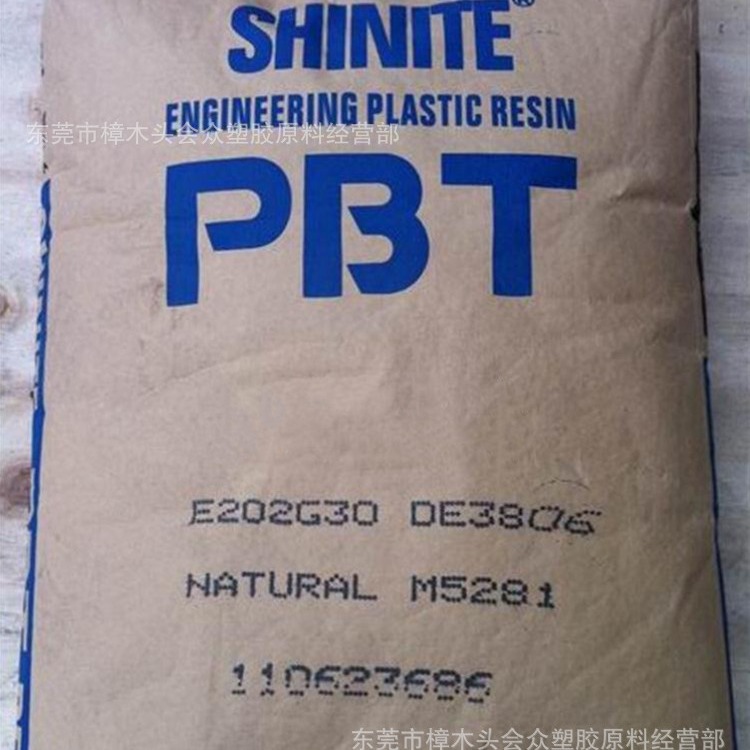 SHINITE®
ENGINEERING PLASTIC RESIN
东莞市樟木头会众塑胶原料经营部
PBT
E202G30 DE3806
NATURAL M5281
110623686
东莞市樟木头会众塑胶原料经营部